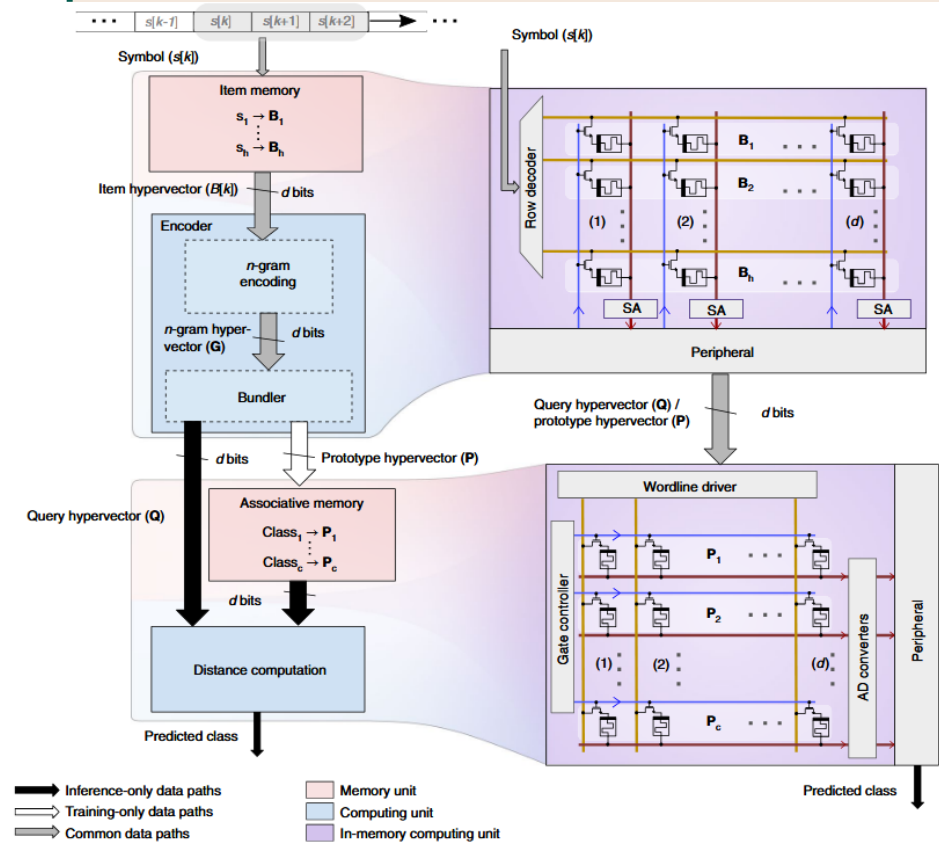 ••• s[k-1] s[k] s[k+1] s[k+2] •••
Symbol (s[k])
Item memory
s₁ → B₁
⋮
sₕ → Bₕ
Item hypervector (B[k])
d bits
Encoder
n-gram
encoding
n-gram hyper-
vector (G)
d bits
Bundler
d bits
Prototype hypervector (P)
Query hypervector (Q)
Associative memory
Class₁ → P₁
⋮
Class꜀ → P꜀
d bits
Distance computation
Predicted class
Symbol (s[k])
Row decoder
B₁ • • •
B₂ • • •
(1) (2) (d)
Bₕ • • •
SA SA SA
Peripheral
Query hypervector (Q) /
prototype hypervector (P)
d bits
Wordline driver
Gate controller
P₁ • • •
P₂ • • •
(1) (2) (d)
P꜀ • • •
AD converters
Peripheral
Predicted class
Inference-only data paths
Training-only data paths
Common data paths
Memory unit
Computing unit
In-memory computing unit